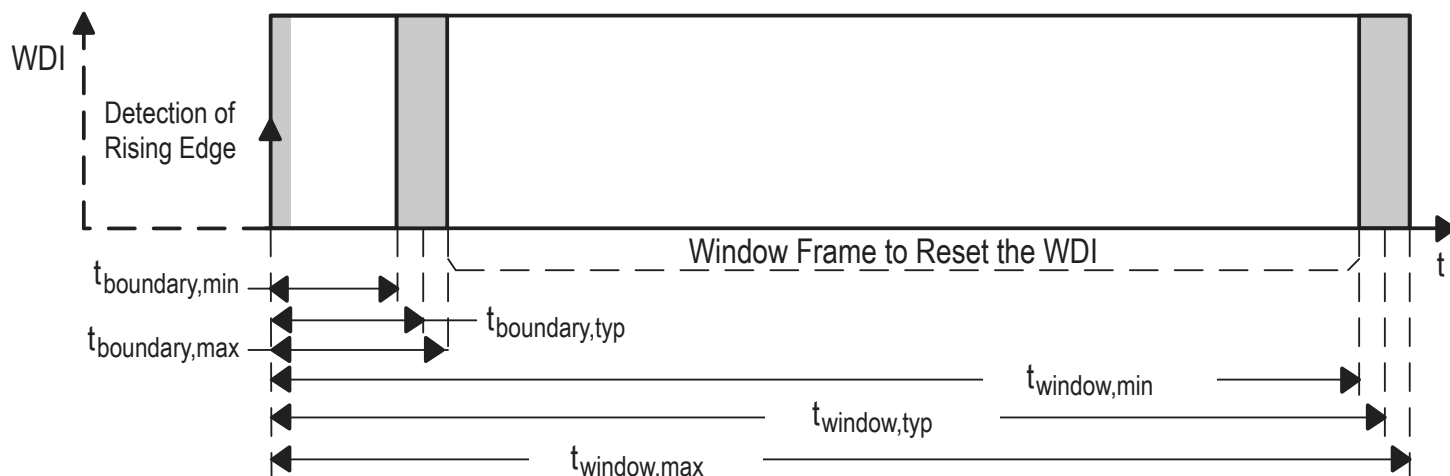 WDI
Detection of
Rising Edge
Window Frame to Reset the WDI
t
tboundary,min
tboundary,typ
tboundary,max
twindow,min
twindow,typ
twindow,max